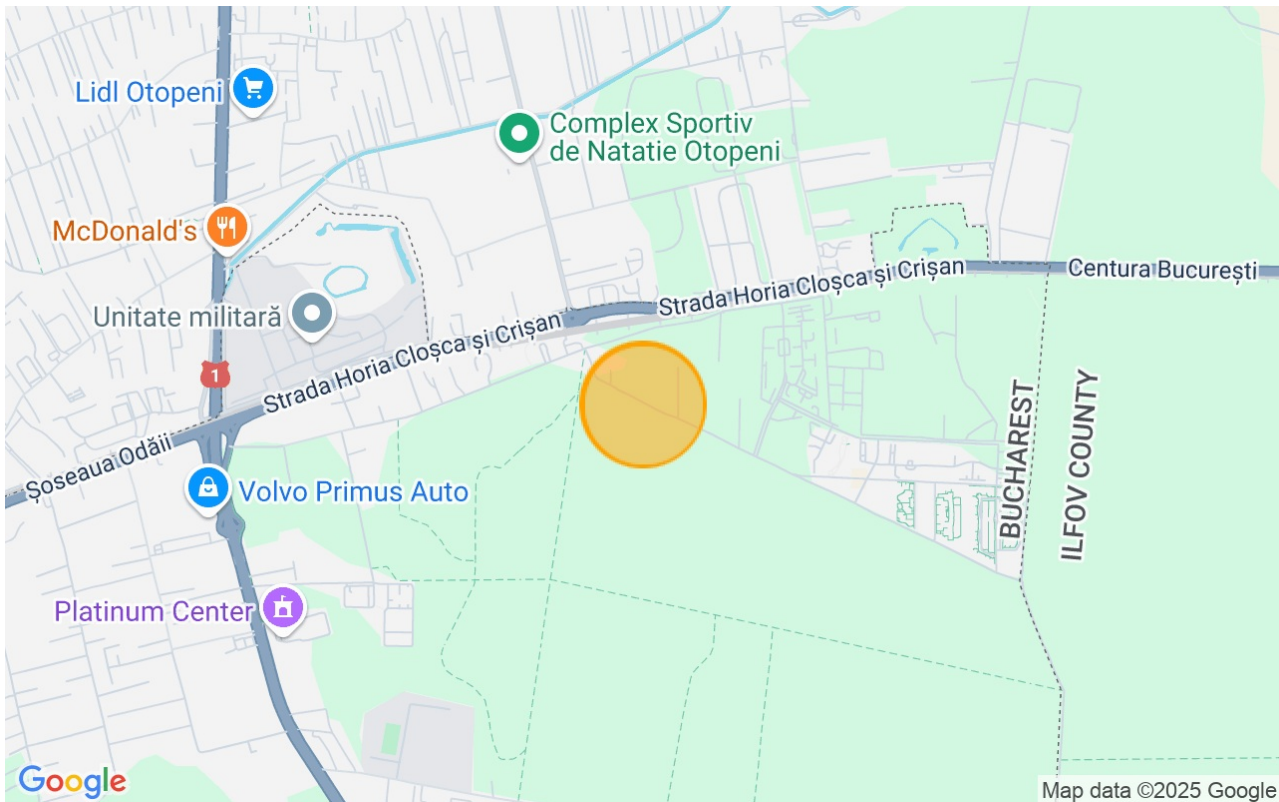 Lidl Otopeni
Complex Sportiv
de Natatie Otopeni
McDonald's
Centura București
Strada Horia Cloșca și Crișan
Unitate militară
Strada Horia Cloșca și Crișan
1
BUCHAREST
ILFOV COUNTY
Șoseaua Odăii
Volvo Primus Auto
Platinum Center
Google
Map data ©2025 Google